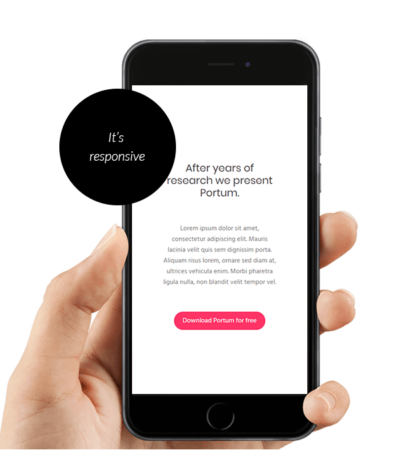 It's
responsive
After years of
research we present
Portum.
Lorem ipsum dolor sit amet,
consectetur adipiscing elit. Mauris
lacinia velit quis sem dignissim porta.
Aliquam risus lorem, ornare sed diam at,
ultrices vehicula enim. Morbi pharetra
ligula nulla, non blandit velit tempor vel.
Download Portum for free